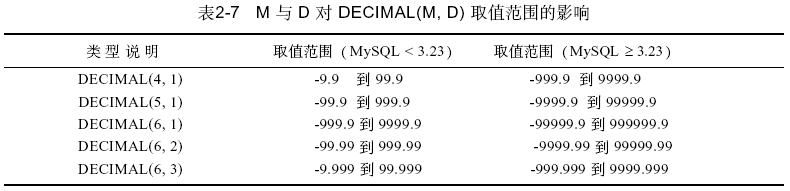 表2-7 M 与 D 对 DECIMAL(M, D) 取值范围的影响
类 型 说 明 取值范围 (MySQL < 3.23) 取值范围 (MySQL ≥ 3.23)
DECIMAL(4, 1) -9.9 到 99.9 -999.9 到 9999.9
DECIMAL(5, 1) -99.9 到 999.9 -9999.9 到 99999.9
DECIMAL(6, 1) -999.9 到 9999.9 -99999.9 到 999999.9
DECIMAL(6, 2) -99.99 到 999.99 -9999.99 到 99999.99
DECIMAL(6, 3) -9.999 到 99.999 -999.999 到 9999.999